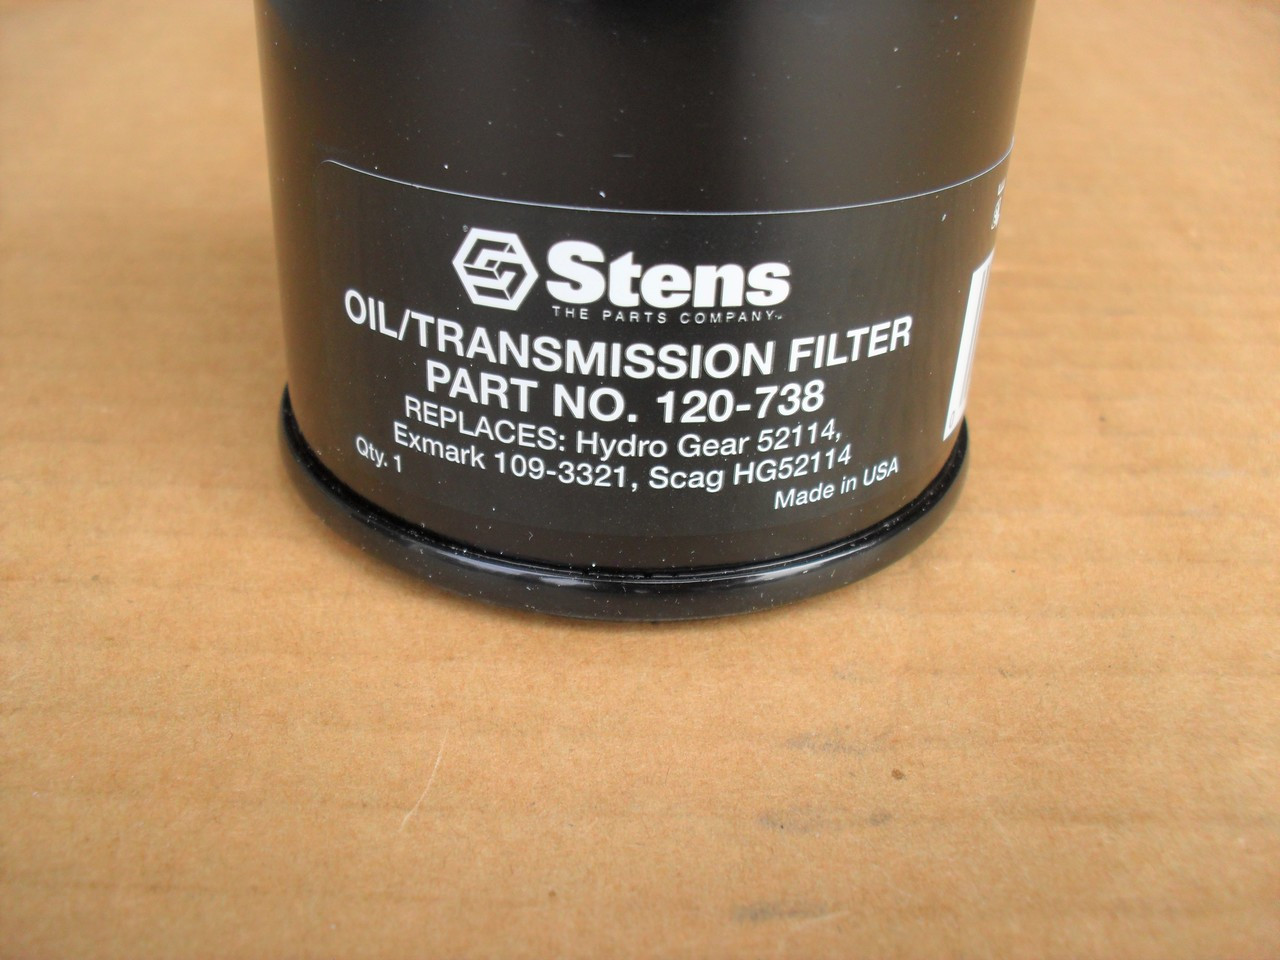 Stens
THE PARTS COMPANY™
OIL/TRANSMISSION FILTER
PART NO. 120-738
REPLACES: Hydro Gear 52114,
Exmark 109-3321, Scag HG52114
Qty. 1
Made in USA